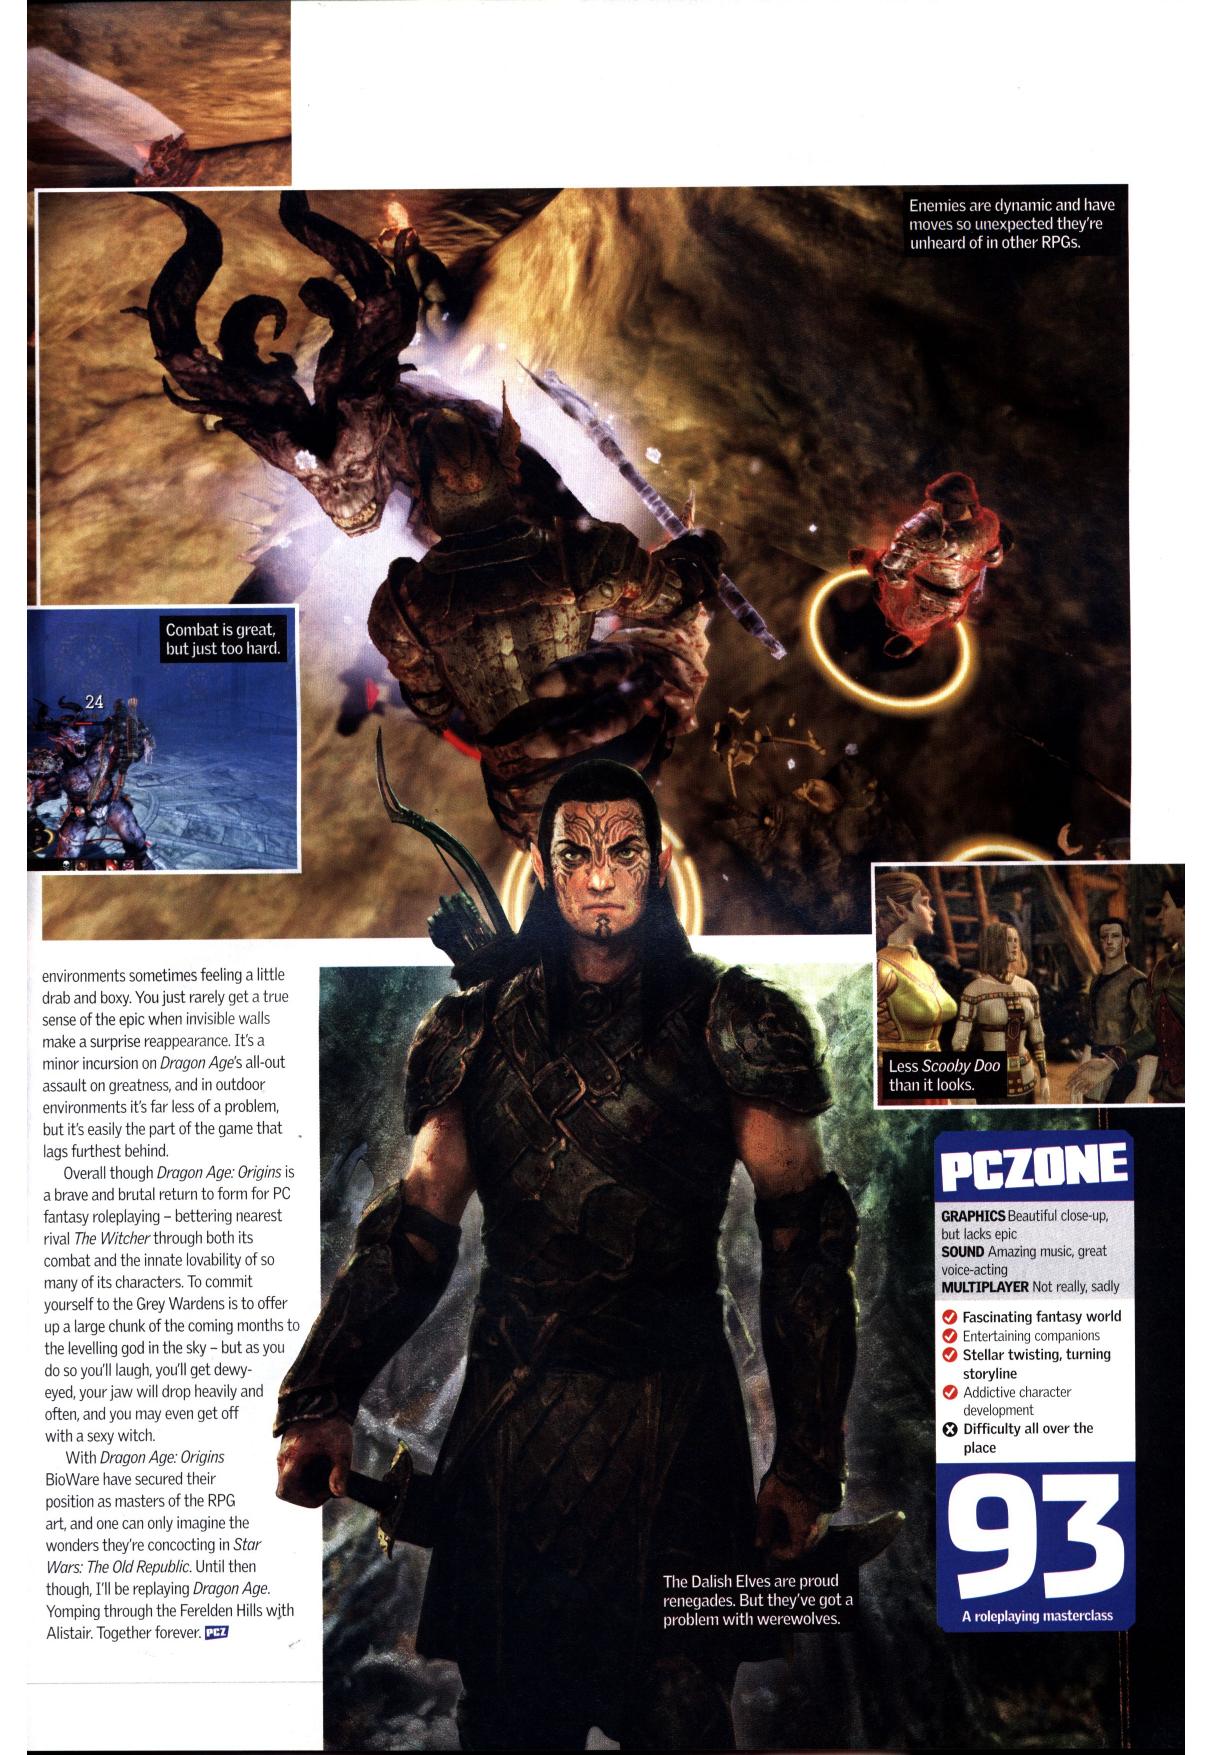 Enemies are dynamic and have
moves so unexpected they're
unheard of in other RPGs.
Combat is great,
but just too hard.
24
environments sometimes feeling a little
drab and boxy. You just rarely get a true
sense of the epic when invisible walls
make a surprise reappearance. It's a
minor incursion on Dragon Age's all-out
assault on greatness, and in outdoor
environments it's far less of a problem,
but it's easily the part of the game that
lags furthest behind.
Overall though Dragon Age: Origins is
a brave and brutal return to form for PC
fantasy roleplaying – bettering nearest
rival The Witcher through both its
combat and the innate lovability of so
many of its characters. To commit
yourself to the Grey Wardens is to offer
up a large chunk of the coming months to
the levelling god in the sky – but as you
do so you'll laugh, you'll get dewy-
eyed, your jaw will drop heavily and
often, and you may even get off
with a sexy witch.
With Dragon Age: Origins
BioWare have secured their
position as masters of the RPG
art, and one can only imagine the
wonders they're concocting in Star
Wars: The Old Republic. Until then
though, I'll be replaying Dragon Age.
Yomping through the Ferelden Hills with
Alistair. Together forever. PCZ
Less Scooby Doo
than it looks.
The Dalish Elves are proud
renegades. But they've got a
problem with werewolves.
PCZONE
GRAPHICS Beautiful close-up,
but lacks epic
SOUND Amazing music, great
voice-acting
MULTIPLAYER Not really, sadly
Fascinating fantasy world
Entertaining companions
Stellar twisting, turning
storyline
Addictive character
development
Difficulty all over the
place
93
A roleplaying masterclass